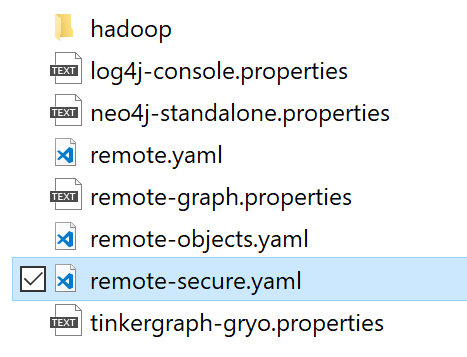 hadoop
TEXT log4j-console.properties
TEXT neo4j-standalone.properties
remote.yaml
TEXT remote-graph.properties
remote-objects.yaml
remote-secure.yaml
TEXT tinkergraph-gryo.properties